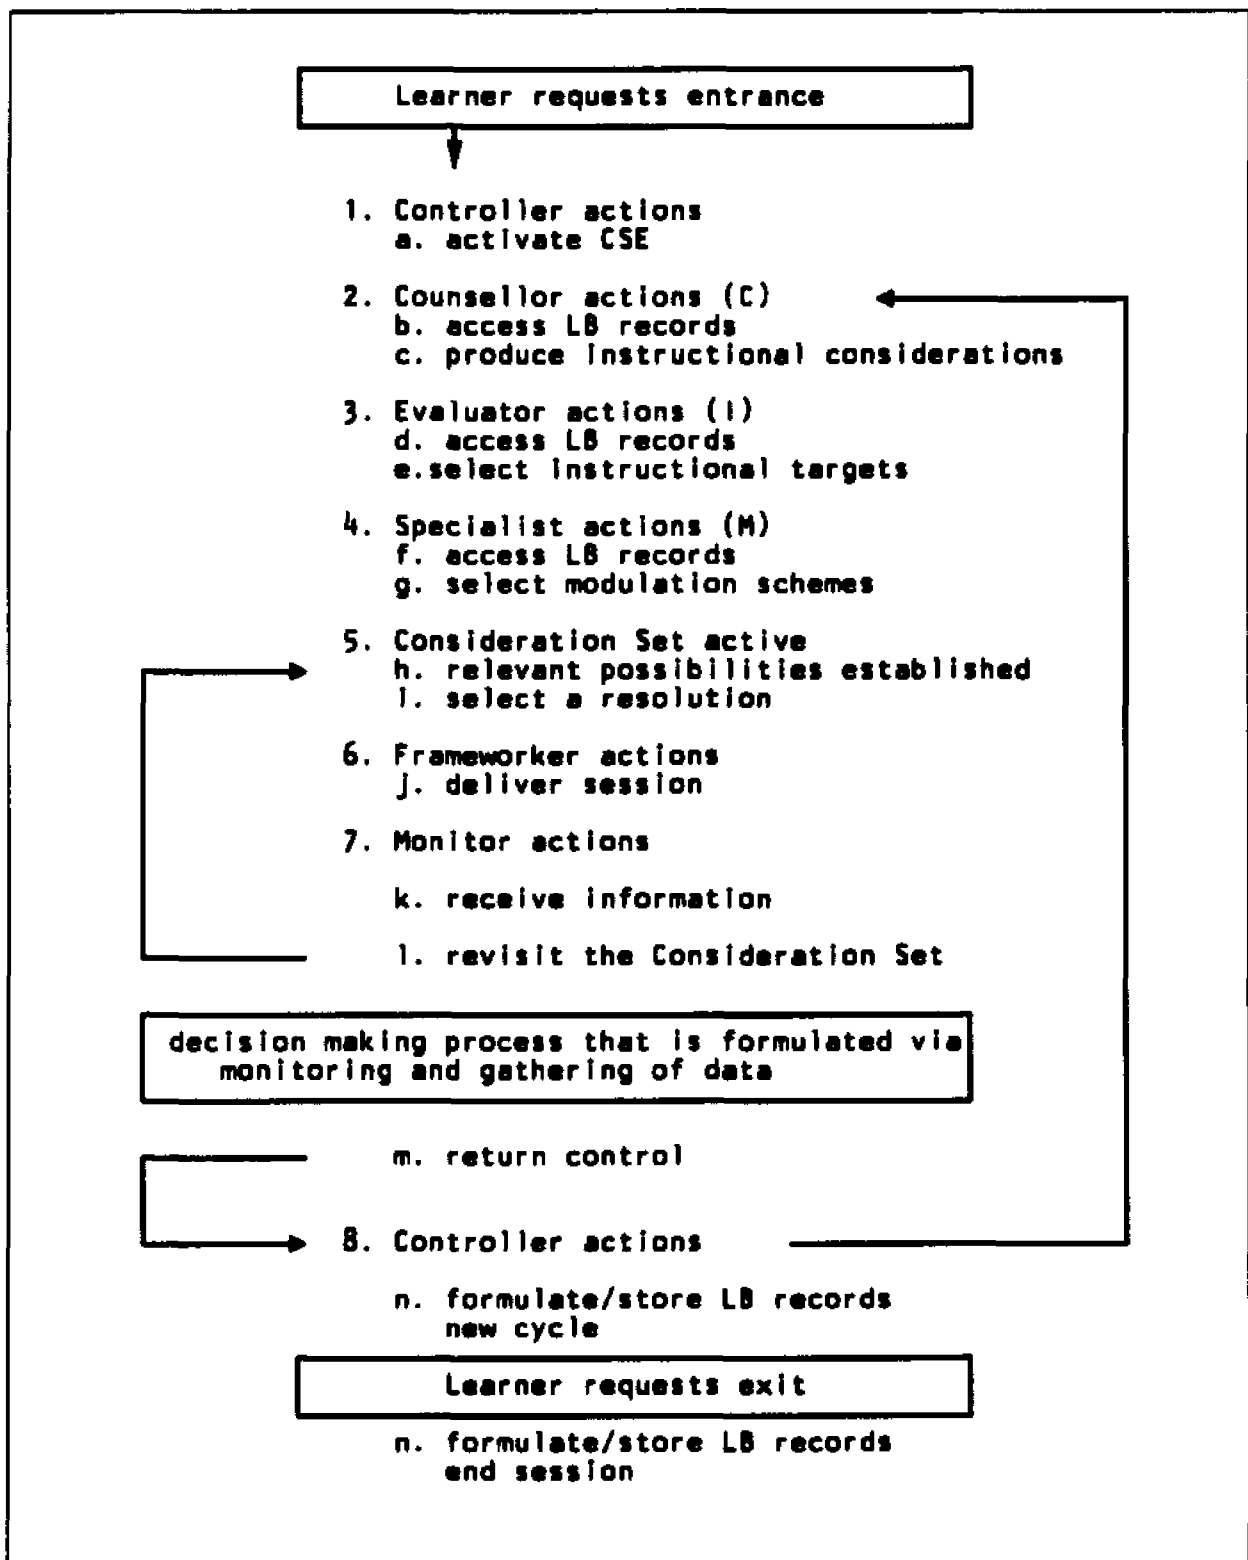 Learner requests entrance
1. Controller actions
a. activate CSE
2. Counsellor actions (C)
b. access LB records
c. produce instructional considerations
3. Evaluator actions (I)
d. access LB records
e.select instructional targets
4. Specialist actions (M)
f. access LB records
g. select modulation schemes
5. Consideration Set active
h. relevant possibilities established
i. select a resolution
6. Frameworker actions
j. deliver session
7. Monitor actions
k. receive information
l. revisit the Consideration Set
decision making process that is formulated via
monitoring and gathering of data
m. return control
8. Controller actions
n. formulate/store LB records
new cycle
Learner requests exit
n. formulate/store LB records
end session